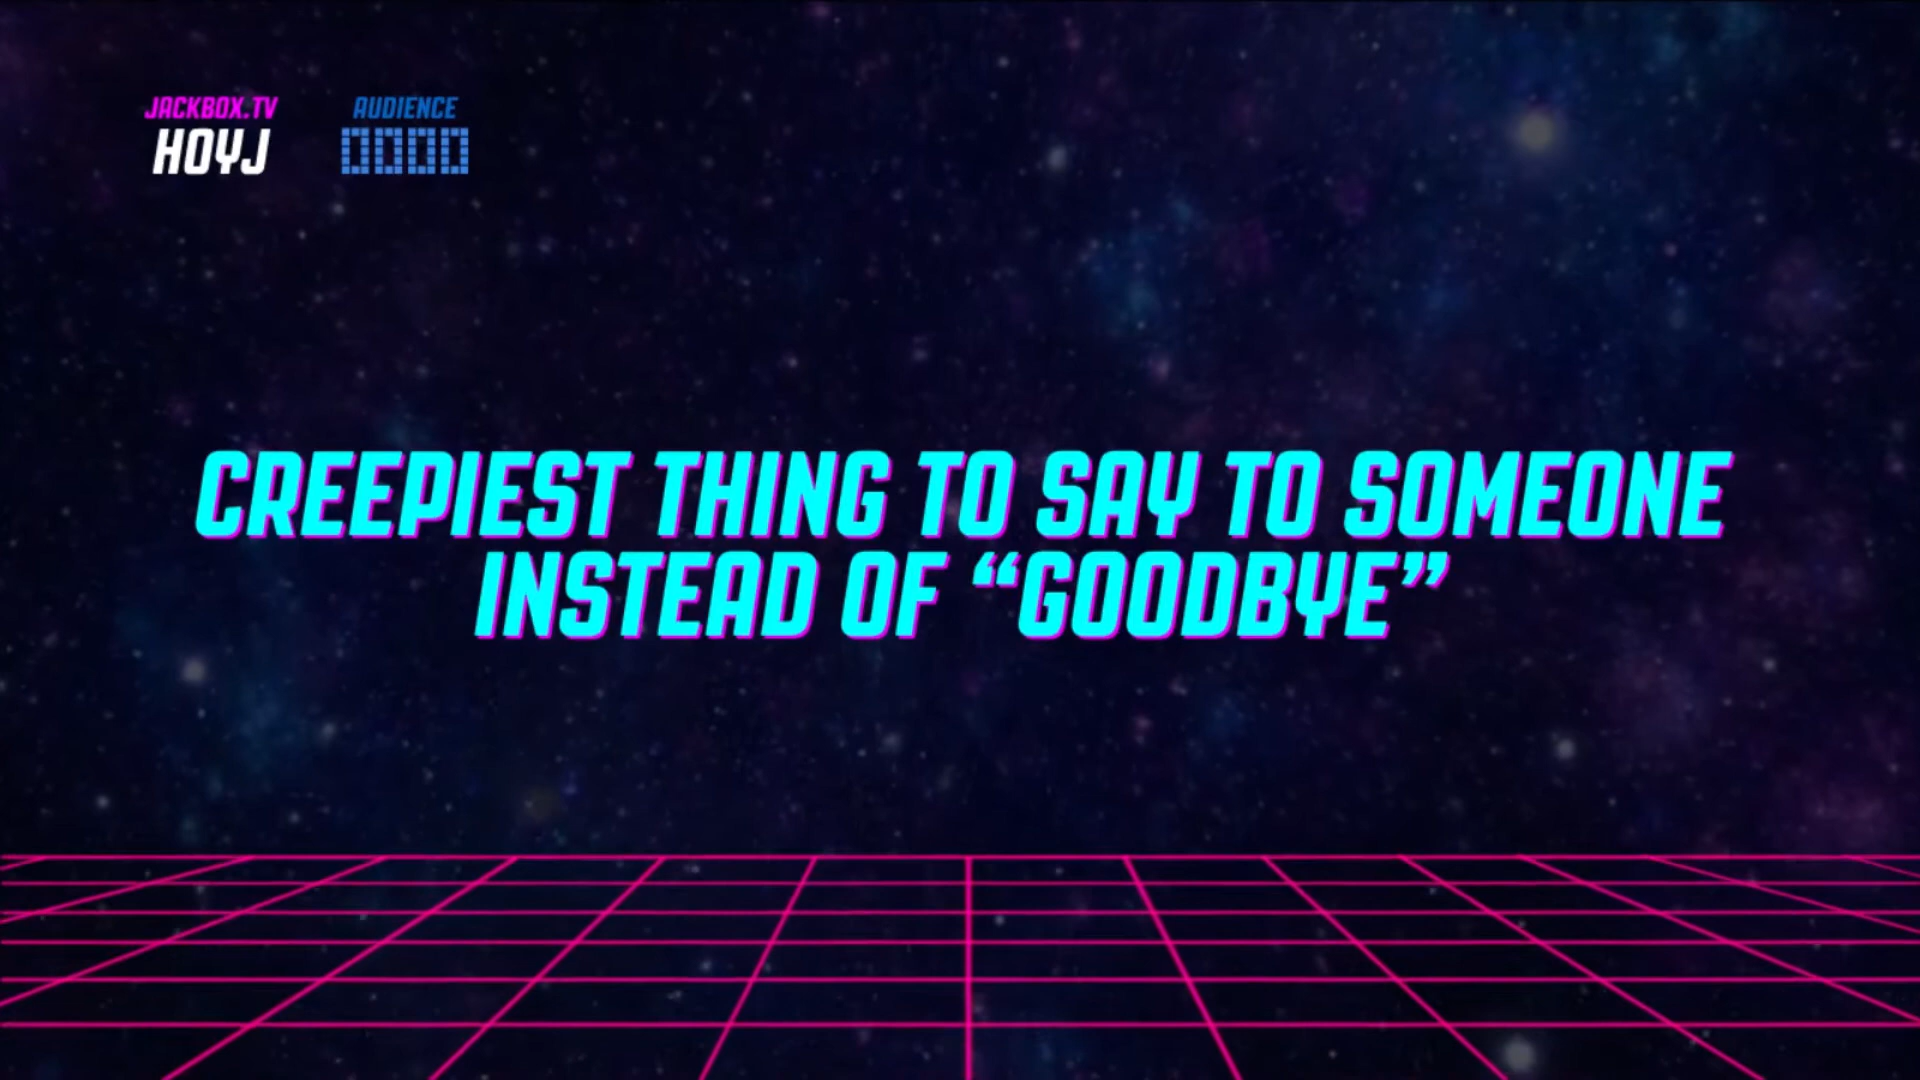 JACKBOX.TV
HOYJ
AUDIENCE
0000
CREEPIEST THING TO SAY TO SOMEONE
INSTEAD OF “GOODBYE”